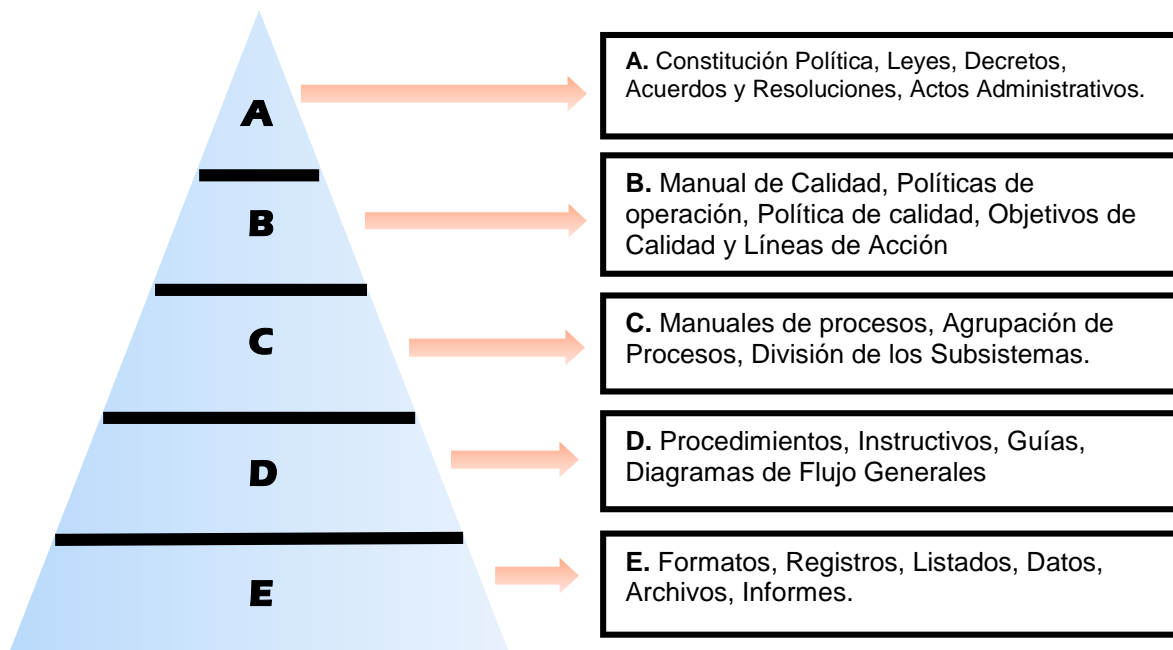 A
A. Constitución Política, Leyes, Decretos,
Acuerdos y Resoluciones, Actos Administrativos.
B
B. Manual de Calidad, Políticas de
operación, Política de calidad, Objetivos de
Calidad y Líneas de Acción
C
C. Manuales de procesos, Agrupación de
Procesos, División de los Subsistemas.
D
D. Procedimientos, Instructivos, Guías,
Diagramas de Flujo Generales
E
E. Formatos, Registros, Listados, Datos,
Archivos, Informes.